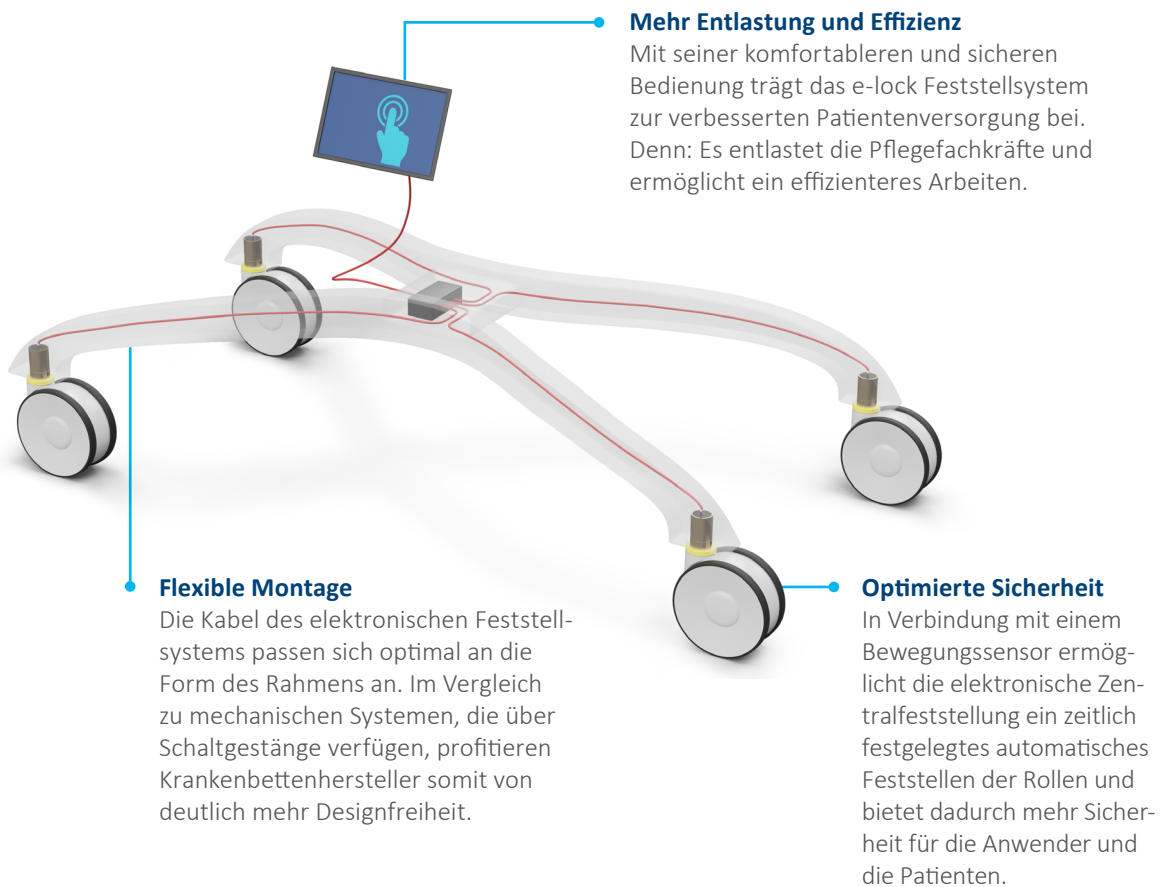 Mehr Entlastung und Effizienz
Mit seiner komfortableren und sicheren
Bedienung trägt das e-lock Feststellsystem
zur verbesserten Patientenversorgung bei.
Denn: Es entlastet die Pflegefachkräfte und
ermöglicht ein effizienteres Arbeiten.
Flexible Montage
Die Kabel des elektronischen Feststell-
systems passen sich optimal an die
Form des Rahmens an. Im Vergleich
zu mechanischen Systemen, die über
Schaltgestänge verfügen, profitieren
Krankenbettenhersteller somit von
deutlich mehr Designfreiheit.
Optimierte Sicherheit
In Verbindung mit einem
Bewegungssensor ermög-
licht die elektronische Zen-
tralfeststellung ein zeitlich
festgelegtes automatisches
Feststellen der Rollen und
bietet dadurch mehr Sicher-
heit für die Anwender und
die Patienten.